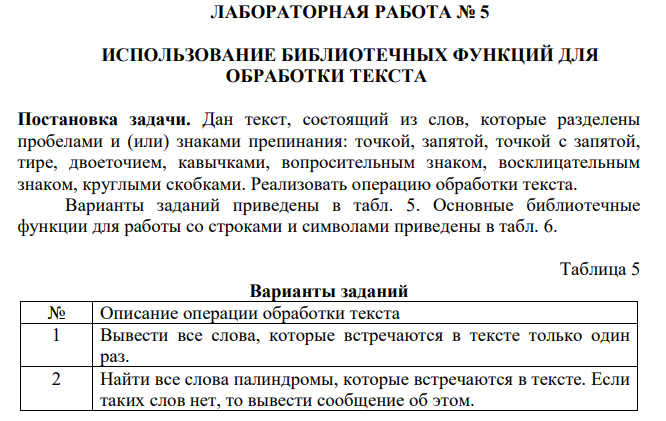 ЛАБОРАТОРНАЯ РАБОТА № 5
ИСПОЛЬЗОВАНИЕ БИБЛИОТЕЧНЫХ ФУНКЦИЙ ДЛЯ
ОБРАБОТКИ ТЕКСТА
Постановка задачи. Дан текст, состоящий из слов, которые разделены
пробелами и (или) знаками препинания: точкой, запятой, точкой с запятой,
тире, двоеточием, кавычками, вопросительным знаком, восклицательным
знаком, круглыми скобками. Реализовать операцию обработки текста.
Варианты заданий приведены в табл. 5. Основные библиотечные
функции для работы со строками и символами приведены в табл. 6.
Таблица 5
Варианты заданий
№ Описание операции обработки текста
1 Вывести все слова, которые встречаются в тексте только один
раз.
2 Найти все слова палиндромы, которые встречаются в тексте. Если
таких слов нет, то вывести сообщение об этом.